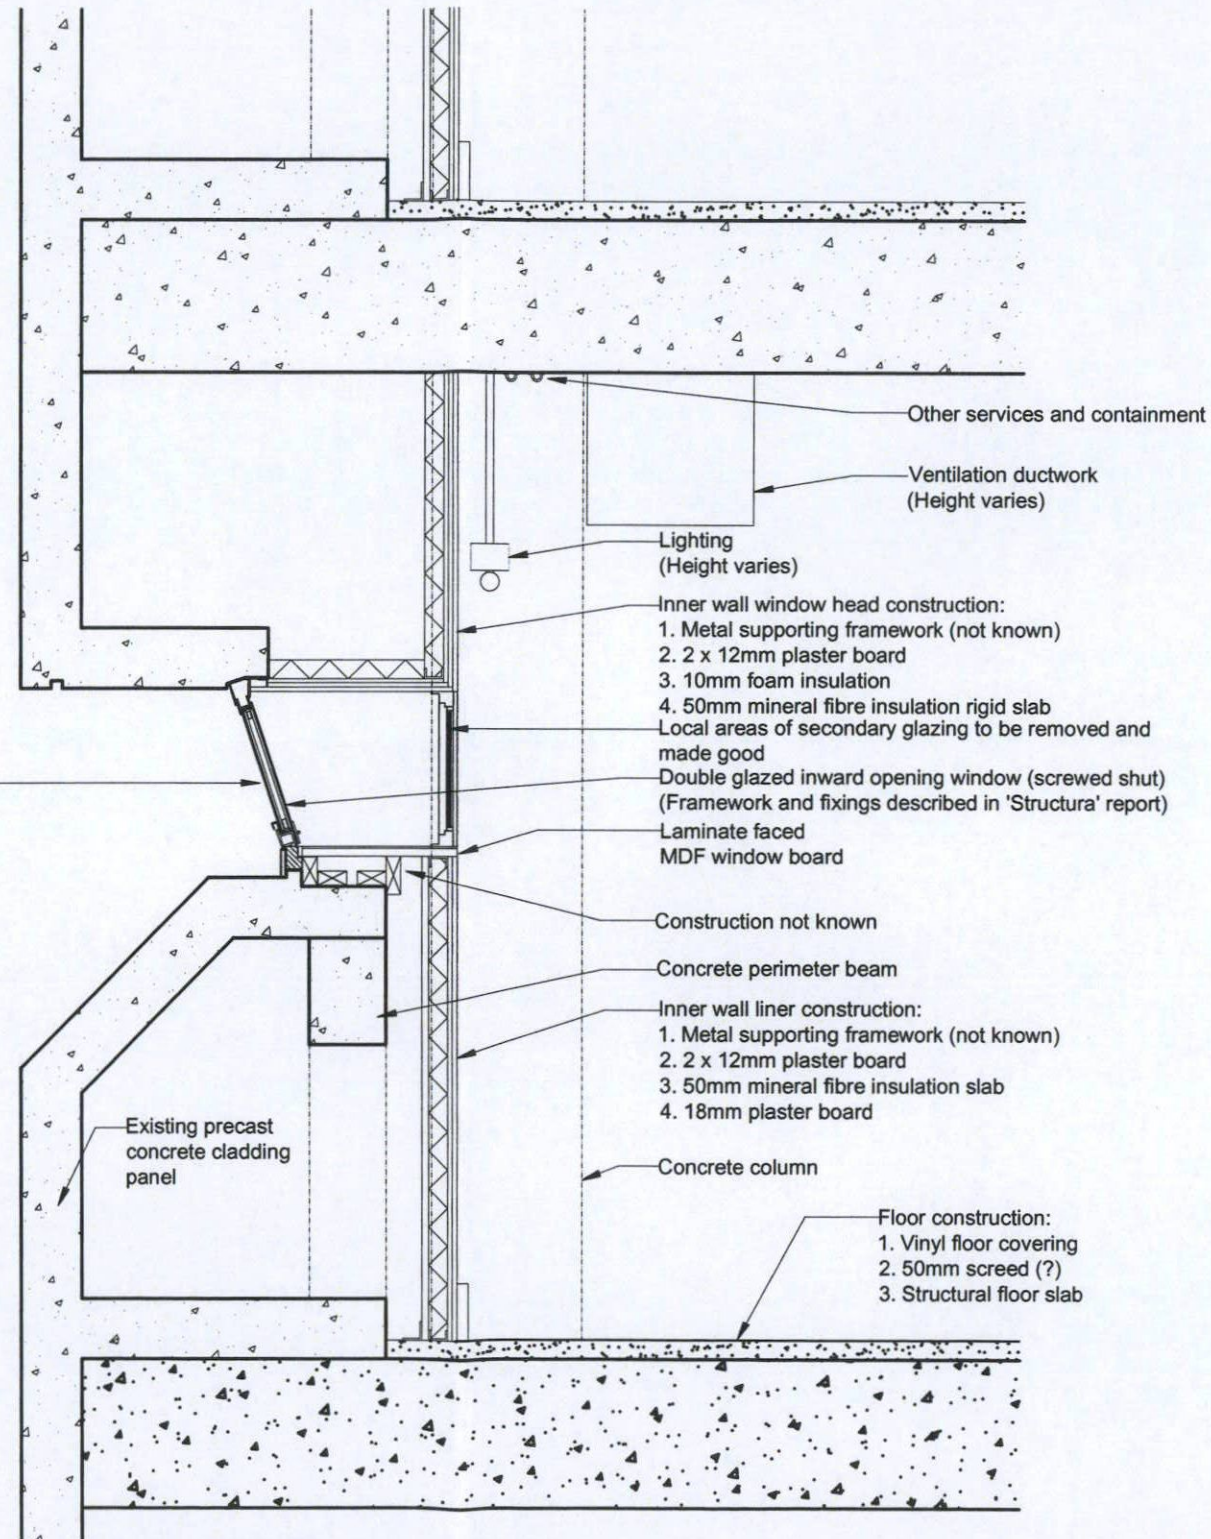 Other services and containment
Ventilation ductwork
(Height varies)
Lighting
(Height varies)
Inner wall window head construction:
1. Metal supporting framework (not known)
2. 2 x 12mm plaster board
3. 10mm foam insulation
4. 50mm mineral fibre insulation rigid slab
Local areas of secondary glazing to be removed and
made good
Double glazed inward opening window (screwed shut)
(Framework and fixings described in 'Structura' report)
Laminate faced
MDF window board
Construction not known
Concrete perimeter beam
Inner wall liner construction:
1. Metal supporting framework (not known)
2. 2 x 12mm plaster board
3. 50mm mineral fibre insulation slab
4. 18mm plaster board
Existing precast
concrete cladding
panel
Concrete column
Floor construction:
1. Vinyl floor covering
2. 50mm screed (?)
3. Structural floor slab